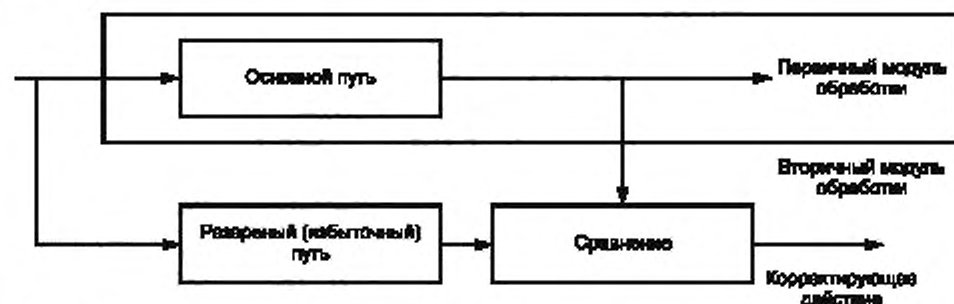 Основной путь
Первичный модуль
обработки
Вторичный модуль
обработки
Резервный (избыточный)
путь
Сравнение
Корректирующее
действие